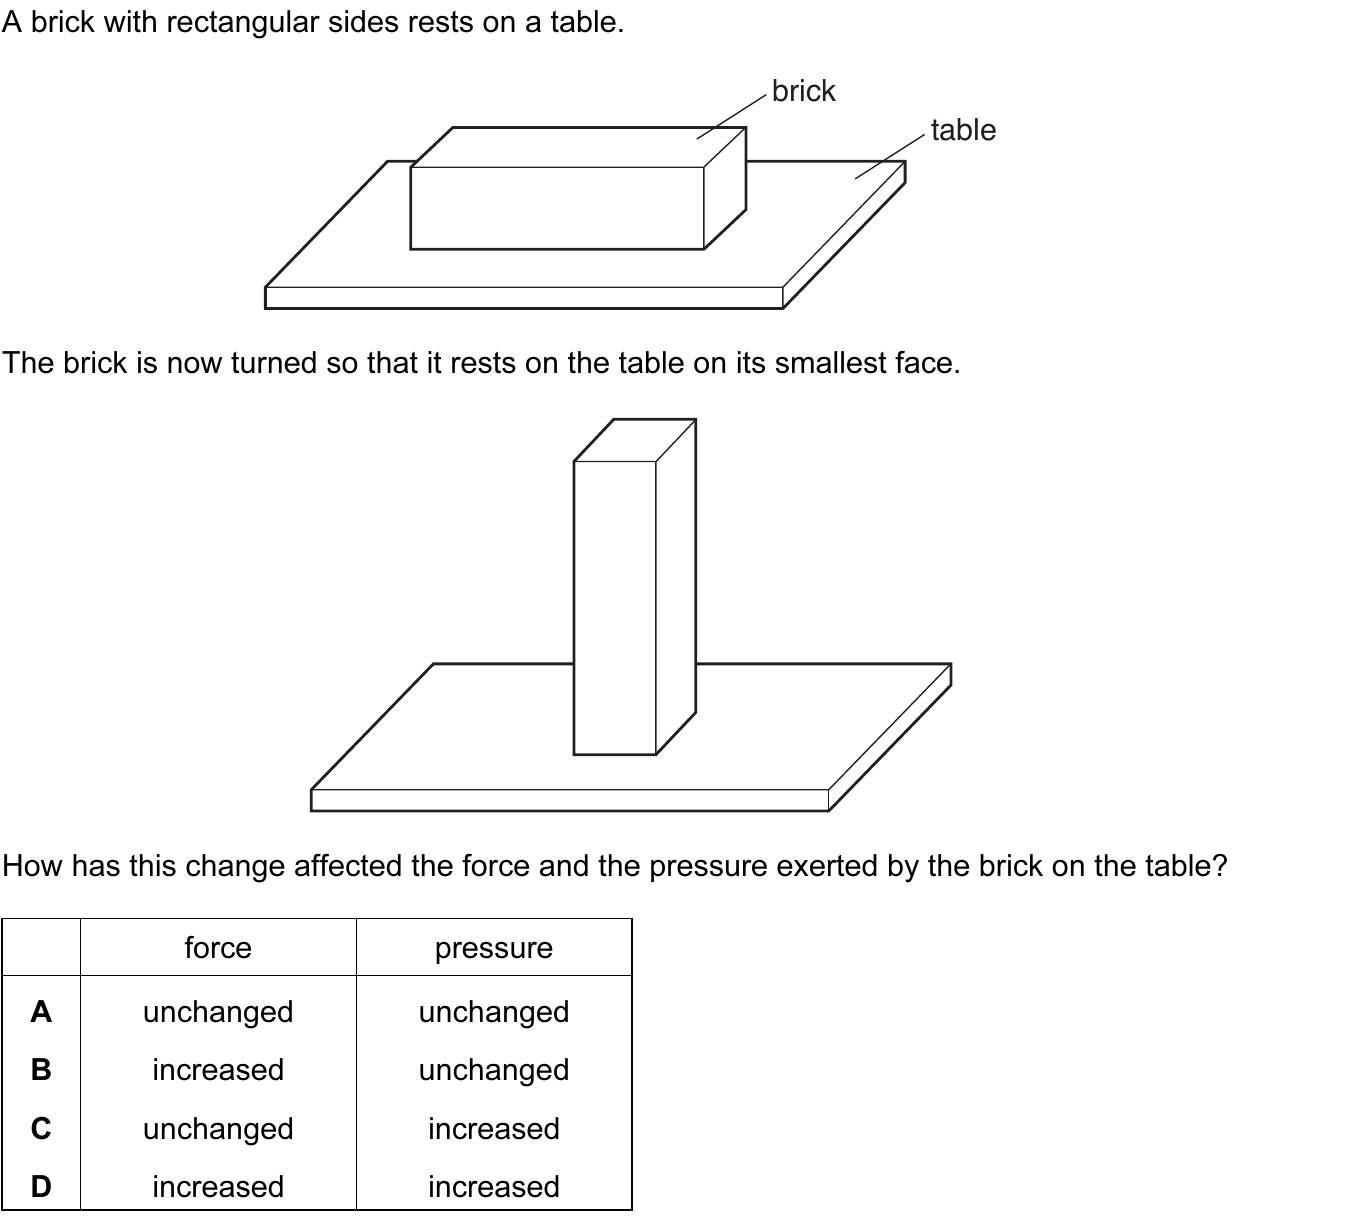 A brick with rectangular sides rests on a table.
brick
table
The brick is now turned so that it rests on the table on its smallest face.
How has this change affected the force and the pressure exerted by the brick on the table?
force pressure
A unchanged unchanged
B increased unchanged
C unchanged increased
D increased increased